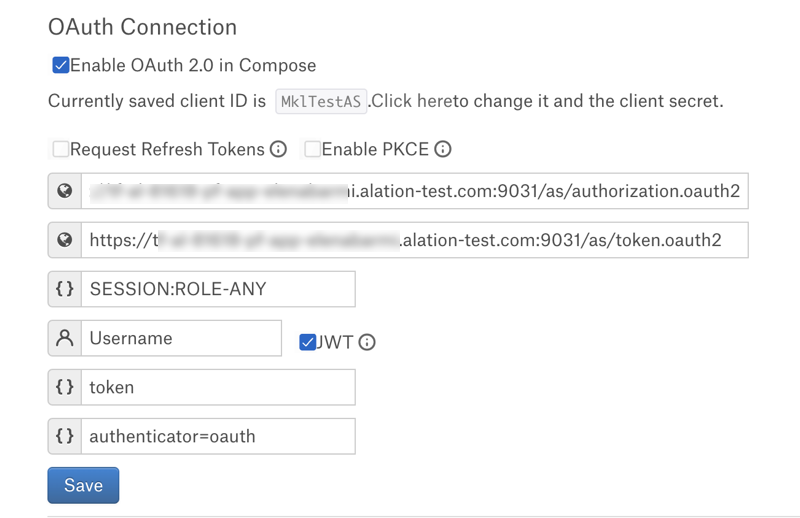 OAuth Connection
Enable OAuth 2.0 in Compose
Currently saved client ID is MklTestAS.Click hereto change it and the client secret.
Request Refresh Tokens Enable PKCE
i.alation-test.com:9031/as/authorization.oauth2
https://t .alation-test.com:9031/as/token.oauth2
{} SESSION:ROLE-ANY
Username JWT
{} token
{} authenticator=oauth
Save